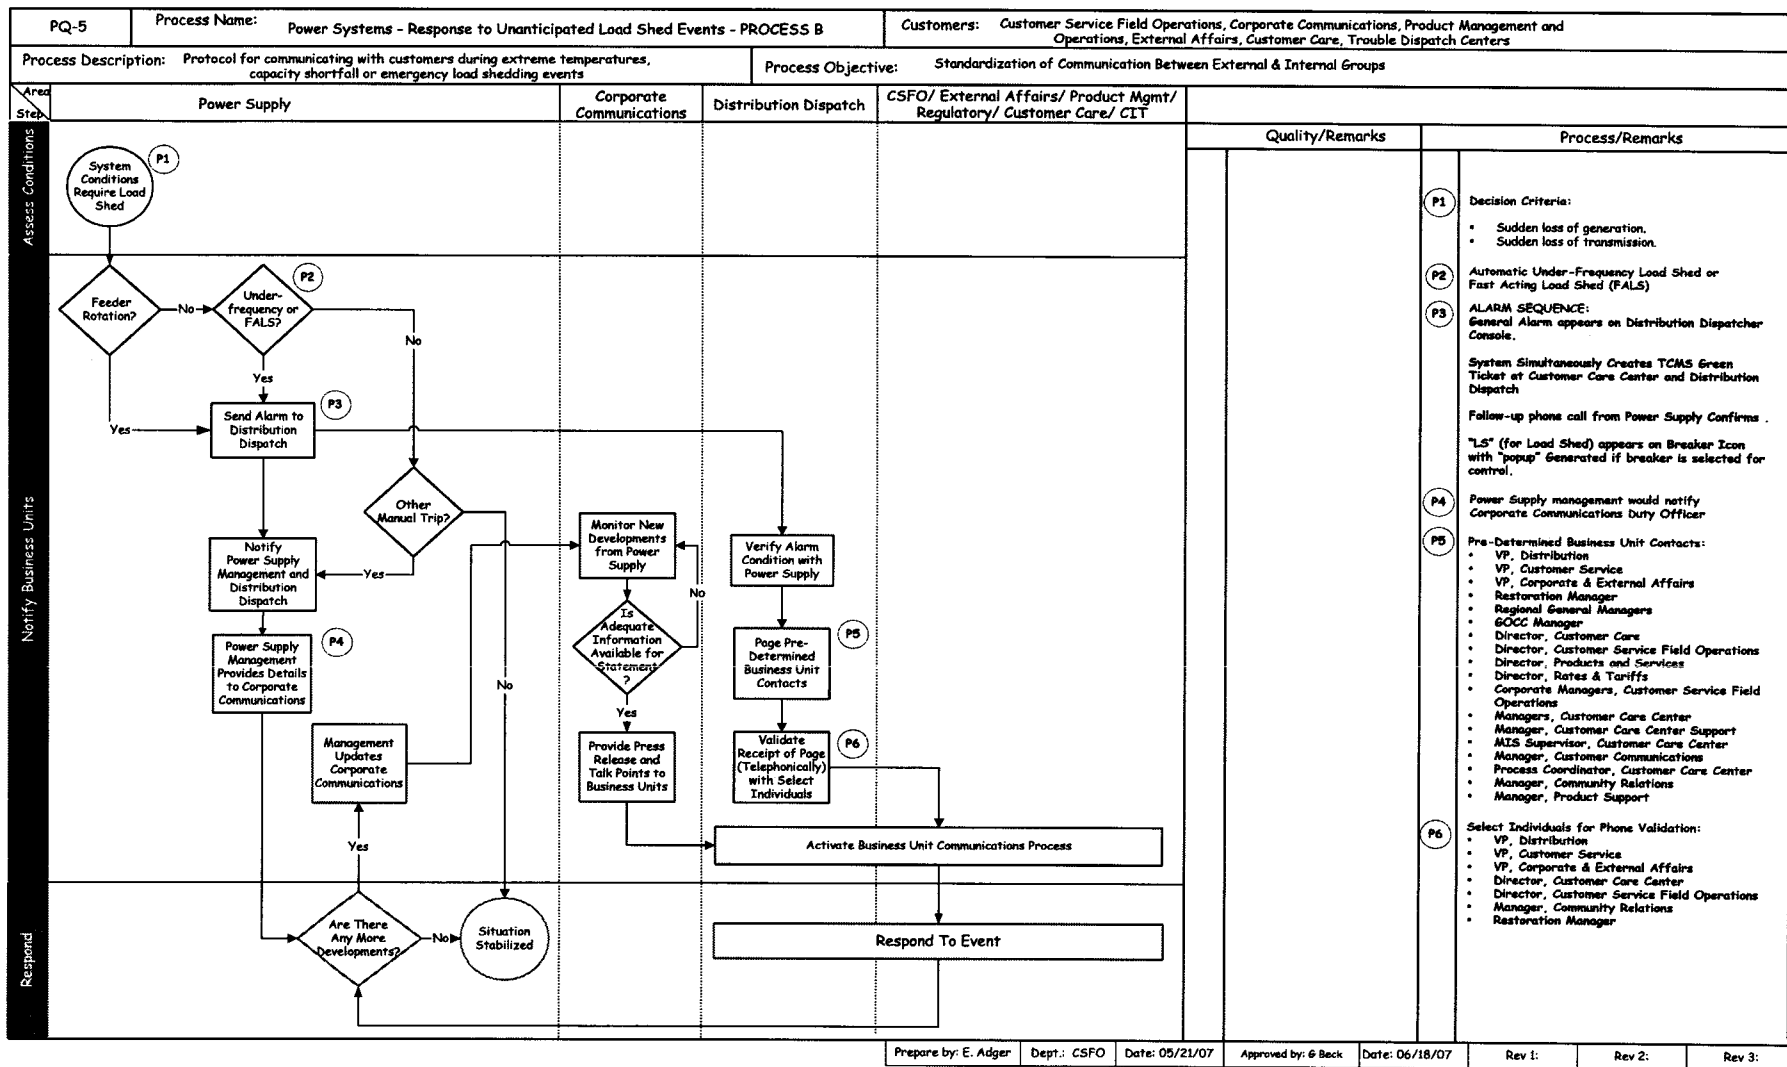 PQ-5
Process Name:
Power Systems - Response to Unanticipated Load Shed Events - PROCESS B
Customers:
Customer Service Field Operations, Corporate Communications, Product Management and
Operations, External Affairs, Customer Care, Trouble Dispatch Centers
Process Description:
Protocol for communicating with customers during extreme temperatures,
capacity shortfall or emergency load shedding events
Process Objective:
Standardization of Communication Between External & Internal Groups
Area
Step
Power Supply
Corporate
Communications
Distribution Dispatch
CSFO/ External Affairs/ Product Mgmt/
Regulatory/ Customer Care/ CIT
Quality/Remarks
Process/Remarks
Assess Conditions
System
Conditions
Require Load
Shed
P1
Notify Business Units
Feeder
Rotation?
No
Under-
frequency or
FALS?
P2
No
Yes
Yes
Send Alarm to
Distribution
Dispatch
P3
Other
Manual Trip?
Yes
No
Notify
Power Supply
Management and
Distribution
Dispatch
Power Supply
Management
Provides Details
to Corporate
Communications
P4
Management
Updates
Corporate
Communications
Yes
Monitor New
Developments
from Power
Supply
No
Is
Adequate
Information
Available for
Statement
?
Yes
Provide Press
Release and
Talk Points to
Business Units
Verify Alarm
Condition with
Power Supply
Page Pre-
Determined
Business Unit
Contacts
P5
Validate
Receipt of Page
(Telephonically)
with Select
Individuals
P6
Activate Business Unit Communications Process
Respond
Are There
Any More
Developments?
No
Situation
Stabilized
Respond To Event
P1
Decision Criteria:
• Sudden loss of generation.
• Sudden loss of transmission.
P2
Automatic Under-Frequency Load Shed or
Fast Acting Load Shed (FALS)
P3
ALARM SEQUENCE:
General Alarm appears on Distribution Dispatcher
Console.
System Simultaneously Creates TCMS Green
Ticket at Customer Care Center and Distribution
Dispatch
Follow-up phone call from Power Supply Confirms .
"LS" (for Load Shed) appears on Breaker Icon
with "popup" Generated if breaker is selected for
control.
P4
Power Supply management would notify
Corporate Communications Duty Officer
P5
Pre-Determined Business Unit Contacts:
• VP, Distribution
• VP, Customer Service
• VP, Corporate & External Affairs
• Restoration Manager
• Regional General Managers
• GOCC Manager
• Director, Customer Care
• Director, Customer Service Field Operations
• Director, Products and Services
• Director, Rates & Tariffs
• Corporate Managers, Customer Service Field
Operations
• Managers, Customer Care Center
• Manager, Customer Care Center Support
• MIS Supervisor, Customer Care Center
• Manager, Customer Communications
• Process Coordinator, Customer Care Center
• Manager, Community Relations
• Manager, Product Support
P6
Select Individuals for Phone Validation:
• VP, Distribution
• VP, Customer Service
• VP, Corporate & External Affairs
• Director, Customer Care Center
• Director, Customer Service Field Operations
• Manager, Community Relations
• Restoration Manager
Prepare by: E. Adger
Dept.: CSFO
Date: 05/21/07
Approved by: G Beck
Date: 06/18/07
Rev 1:
Rev 2:
Rev 3: